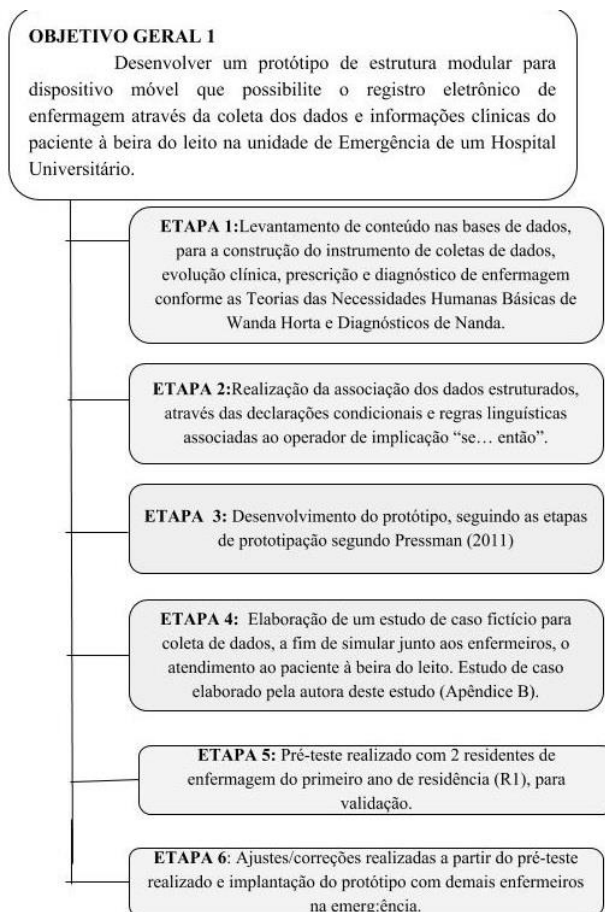 OBJETIVO GERAL 1
Desenvolver um protótipo de estrutura modular para
dispositivo móvel que possibilite o registro eletrônico de
enfermagem através da coleta dos dados e informações clínicas do
paciente à beira do leito na unidade de Emergência de um Hospital
Universitário.
ETAPA 1:Levantamento de conteúdo nas bases de dados,
para a construção do instrumento de coletas de dados,
evolução clínica, prescrição e diagnóstico de enfermagem
conforme as Teorias das Necessidades Humanas Básicas de
Wanda Horta e Diagnósticos de Nanda.
ETAPA 2:Realização da associação dos dados estruturados,
através das declarações condicionais e regras linguísticas
associadas ao operador de implicação “se… então”.
ETAPA 3: Desenvolvimento do protótipo, seguindo as etapas
de prototipação segundo Pressman (2011)
ETAPA 4: Elaboração de um estudo de caso fictício para
coleta de dados, a fim de simular junto aos enfermeiros, o
atendimento ao paciente à beira do leito. Estudo de caso
elaborado pela autora deste estudo (Apêndice B).
ETAPA 5: Pré-teste realizado com 2 residentes de
enfermagem do primeiro ano de residência (R1), para
validação.
ETAPA 6: Ajustes/correções realizadas a partir do pré-teste
realizado e implantação do protótipo com demais enfermeiros
na emerg:ência.